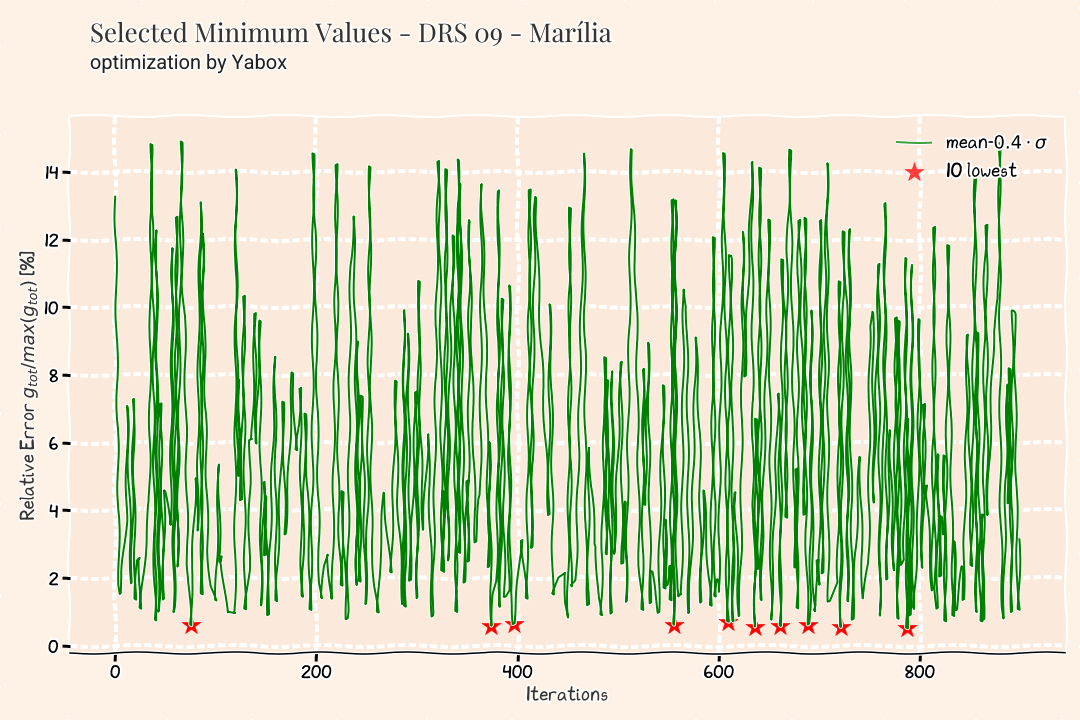 Selected Minimum Values - DRS 09 - Marília
optimization by Yabox
mean-0.4 · σ
10 lowest
Relative Error g_tot/max(g_tot) [%]
14
12
10
8
6
4
2
0
0 200 400 600 800
Iterations